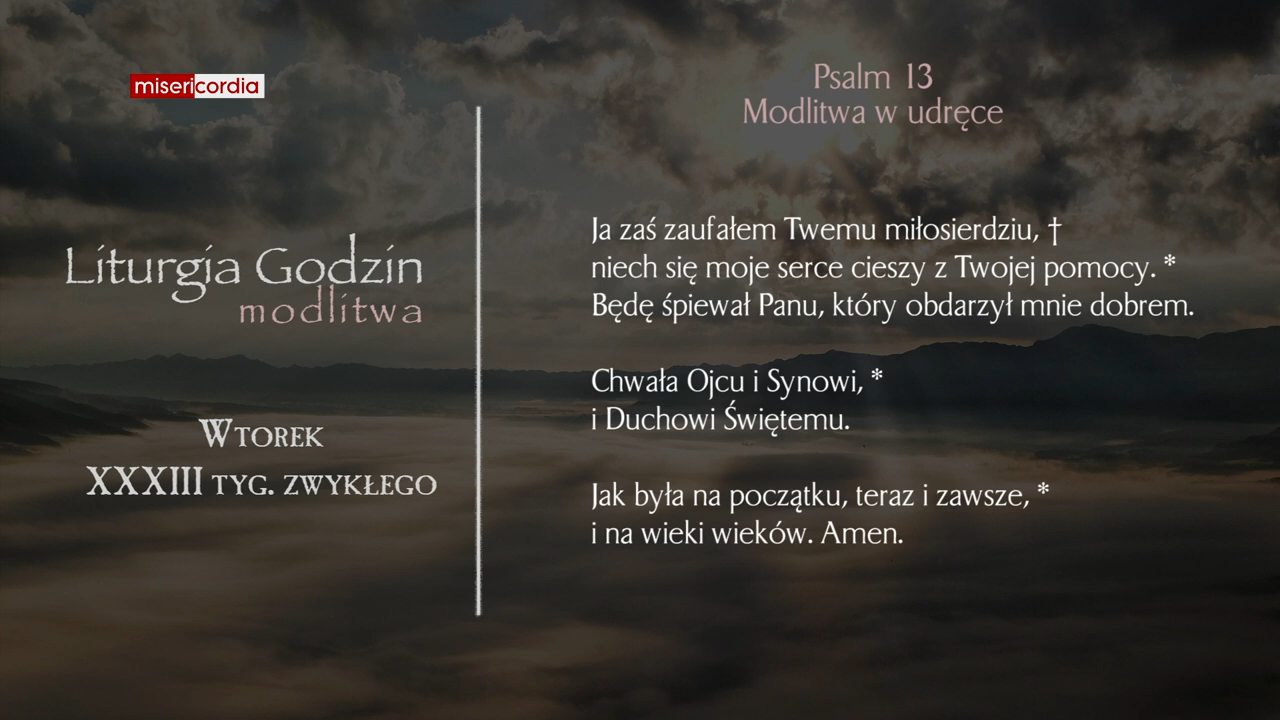 misericordia
Liturgia Godzin
modlitwa
Wtorek
XXXIII tyg. zwykłego
Psalm 13
Modlitwa w udręce
Ja zaś zaufałem Twemu miłosierdziu, †
niech się moje serce cieszy z Twojej pomocy. *
Będę śpiewał Panu, który obdarzył mnie dobrem.
Chwała Ojcu i Synowi, *
i Duchowi Świętemu.
Jak była na początku, teraz i zawsze, *
i na wieki wieków. Amen.